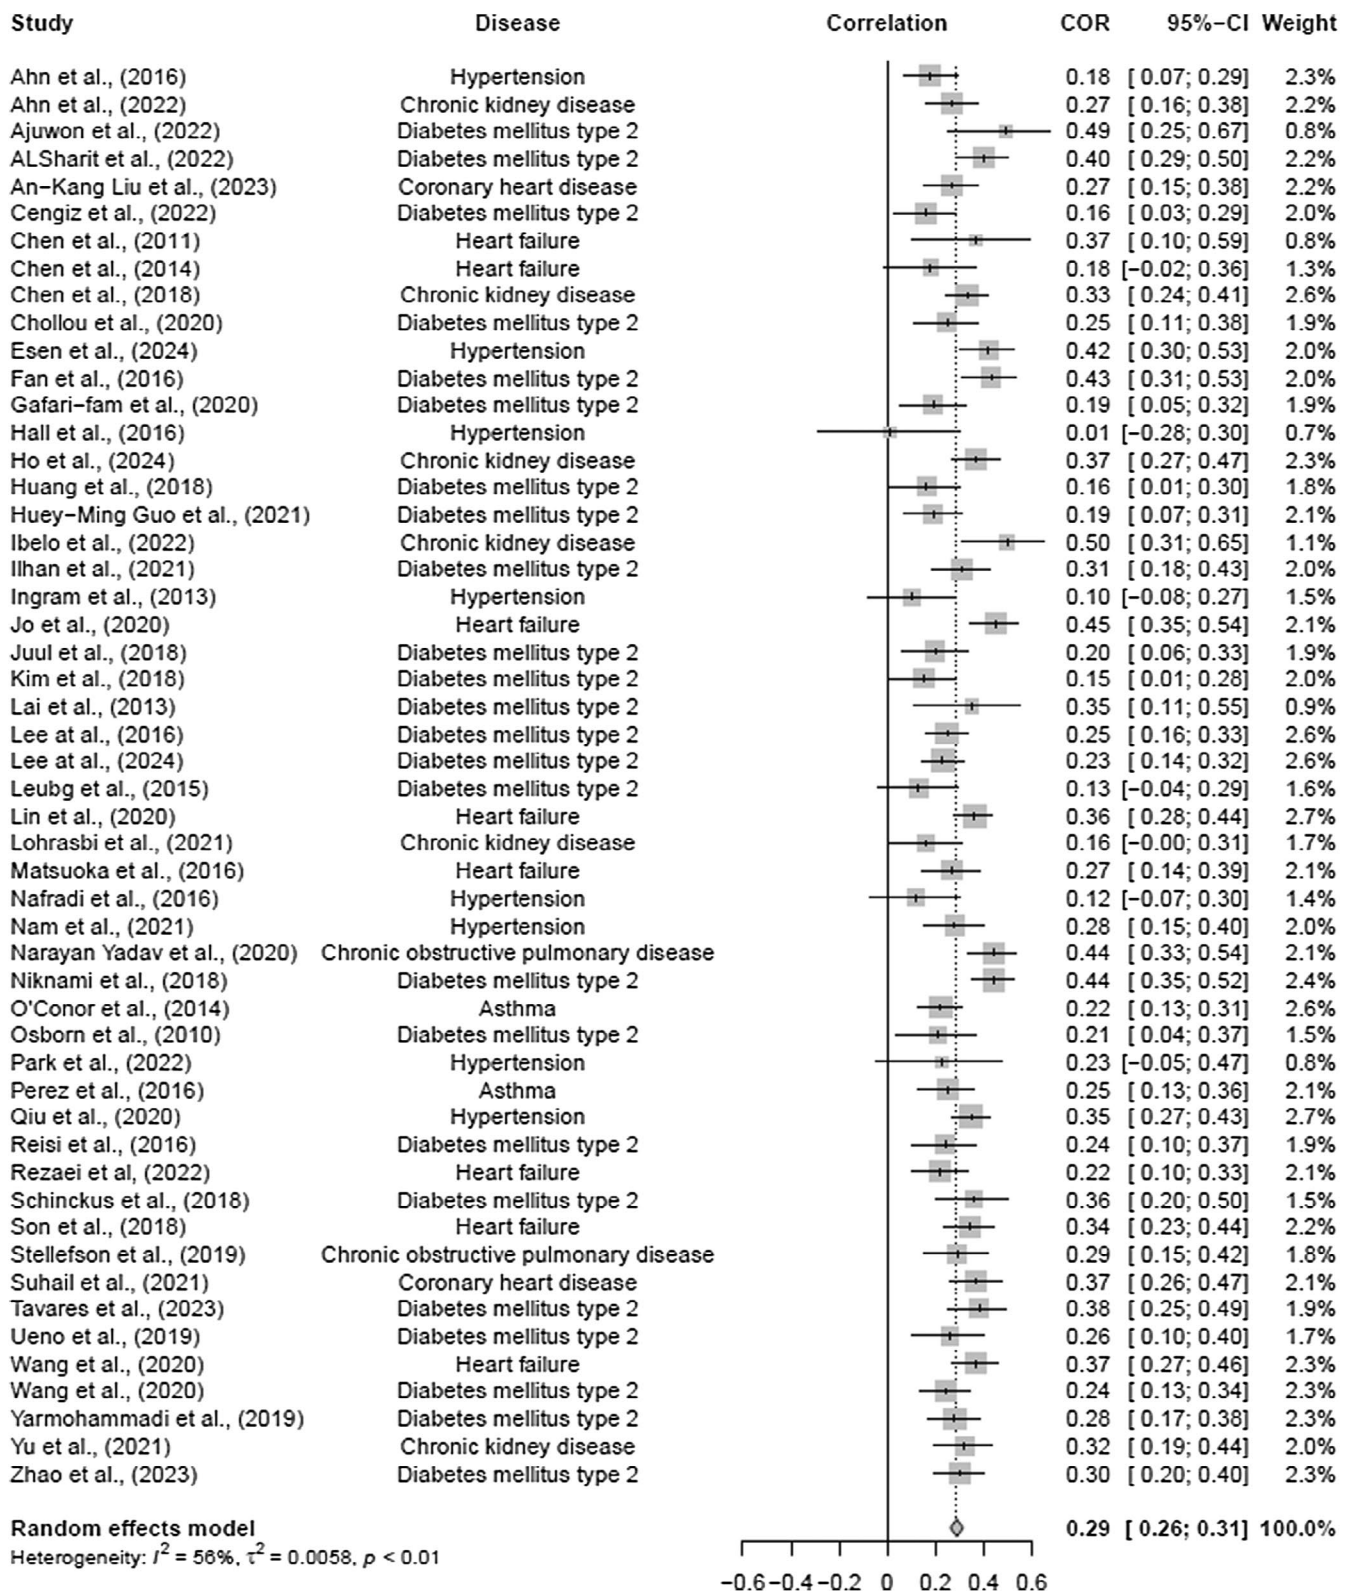 Study Disease Correlation COR 95%−CI Weight
Ahn et al., (2016) Hypertension 0.18 [ 0.07; 0.29] 2.3%
Ahn et al., (2022) Chronic kidney disease 0.27 [ 0.16; 0.38] 2.2%
Ajuwon et al., (2022) Diabetes mellitus type 2 0.49 [ 0.25; 0.67] 0.8%
ALSharit et al., (2022) Diabetes mellitus type 2 0.40 [ 0.29; 0.50] 2.2%
An−Kang Liu et al., (2023) Coronary heart disease 0.27 [ 0.15; 0.38] 2.2%
Cengiz et al., (2022) Diabetes mellitus type 2 0.16 [ 0.03; 0.29] 2.0%
Chen et al., (2011) Heart failure 0.37 [ 0.10; 0.59] 0.8%
Chen et al., (2014) Heart failure 0.18 [−0.02; 0.36] 1.3%
Chen et al., (2018) Chronic kidney disease 0.33 [ 0.24; 0.41] 2.6%
Chollou et al., (2020) Diabetes mellitus type 2 0.25 [ 0.11; 0.38] 1.9%
Esen et al., (2024) Hypertension 0.42 [ 0.30; 0.53] 2.0%
Fan et al., (2016) Diabetes mellitus type 2 0.43 [ 0.31; 0.53] 2.0%
Gafari−fam et al., (2020) Diabetes mellitus type 2 0.19 [ 0.05; 0.32] 1.9%
Hall et al., (2016) Hypertension 0.01 [−0.28; 0.30] 0.7%
Ho et al., (2024) Chronic kidney disease 0.37 [ 0.27; 0.47] 2.3%
Huang et al., (2018) Diabetes mellitus type 2 0.16 [ 0.01; 0.30] 1.8%
Huey−Ming Guo et al., (2021) Diabetes mellitus type 2 0.19 [ 0.07; 0.31] 2.1%
Ibelo et al., (2022) Chronic kidney disease 0.50 [ 0.31; 0.65] 1.1%
Ilhan et al., (2021) Diabetes mellitus type 2 0.31 [ 0.18; 0.43] 2.0%
Ingram et al., (2013) Hypertension 0.10 [−0.08; 0.27] 1.5%
Jo et al., (2020) Heart failure 0.45 [ 0.35; 0.54] 2.1%
Juul et al., (2018) Diabetes mellitus type 2 0.20 [ 0.06; 0.33] 1.9%
Kim et al., (2018) Diabetes mellitus type 2 0.15 [ 0.01; 0.28] 2.0%
Lai et al., (2013) Diabetes mellitus type 2 0.35 [ 0.11; 0.55] 0.9%
Lee at al., (2016) Diabetes mellitus type 2 0.25 [ 0.16; 0.33] 2.6%
Lee at al., (2024) Diabetes mellitus type 2 0.23 [ 0.14; 0.32] 2.6%
Leubg et al., (2015) Diabetes mellitus type 2 0.13 [−0.04; 0.29] 1.6%
Lin et al., (2020) Heart failure 0.36 [ 0.28; 0.44] 2.7%
Lohrasbi et al., (2021) Chronic kidney disease 0.16 [−0.00; 0.31] 1.7%
Matsuoka et al., (2016) Heart failure 0.27 [ 0.14; 0.39] 2.1%
Nafradi et al., (2016) Hypertension 0.12 [−0.07; 0.30] 1.4%
Nam et al., (2021) Hypertension 0.28 [ 0.15; 0.40] 2.0%
Narayan Yadav et al., (2020) Chronic obstructive pulmonary disease 0.44 [ 0.33; 0.54] 2.1%
Niknami et al., (2018) Diabetes mellitus type 2 0.44 [ 0.35; 0.52] 2.4%
O'Conor et al., (2014) Asthma 0.22 [ 0.13; 0.31] 2.6%
Osborn et al., (2010) Diabetes mellitus type 2 0.21 [ 0.04; 0.37] 1.5%
Park et al., (2022) Hypertension 0.23 [−0.05; 0.47] 0.8%
Perez et al., (2016) Asthma 0.25 [ 0.13; 0.36] 2.1%
Qiu et al., (2020) Hypertension 0.35 [ 0.27; 0.43] 2.7%
Reisi et al., (2016) Diabetes mellitus type 2 0.24 [ 0.10; 0.37] 1.9%
Rezaei et al, (2022) Heart failure 0.22 [ 0.10; 0.33] 2.1%
Schinckus et al., (2018) Diabetes mellitus type 2 0.36 [ 0.20; 0.50] 1.5%
Son et al., (2018) Heart failure 0.34 [ 0.23; 0.44] 2.2%
Stellefson et al., (2019) Chronic obstructive pulmonary disease 0.29 [ 0.15; 0.42] 1.8%
Suhail et al., (2021) Coronary heart disease 0.37 [ 0.26; 0.47] 2.1%
Tavares et al., (2023) Diabetes mellitus type 2 0.38 [ 0.25; 0.49] 1.9%
Ueno et al., (2019) Diabetes mellitus type 2 0.26 [ 0.10; 0.40] 1.7%
Wang et al., (2020) Heart failure 0.37 [ 0.27; 0.46] 2.3%
Wang et al., (2020) Diabetes mellitus type 2 0.24 [ 0.13; 0.34] 2.3%
Yarmohammadi et al., (2019) Diabetes mellitus type 2 0.28 [ 0.17; 0.38] 2.3%
Yu et al., (2021) Chronic kidney disease 0.32 [ 0.19; 0.44] 2.0%
Zhao et al., (2023) Diabetes mellitus type 2 0.30 [ 0.20; 0.40] 2.3%
Random effects model 0.29 [ 0.26; 0.31] 100.0%
Heterogeneity: I² = 56%, τ² = 0.0058, p < 0.01
−0.6 −0.4 −0.2 0 0.2 0.4 0.6